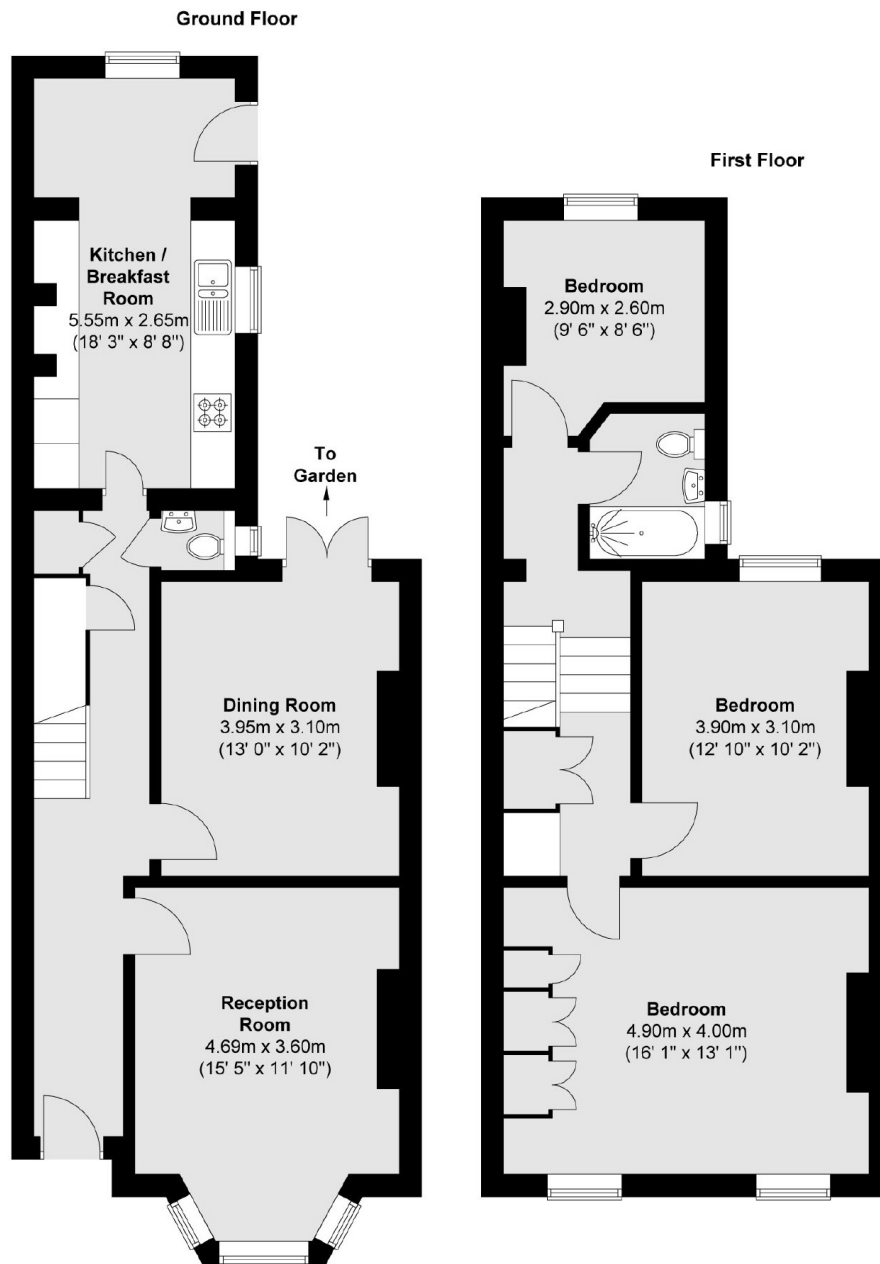 Ground Floor
Kitchen /
Breakfast
Room
5.55m x 2.65m
(18' 3" x 8' 8")
To
Garden
Dining Room
3.95m x 3.10m
(13' 0" x 10' 2")
Reception
Room
4.69m x 3.60m
(15' 5" x 11' 10")
First Floor
Bedroom
2.90m x 2.60m
(9' 6" x 8' 6")
Bedroom
3.90m x 3.10m
(12' 10" x 10' 2")
Bedroom
4.90m x 4.00m
(16' 1" x 13' 1")